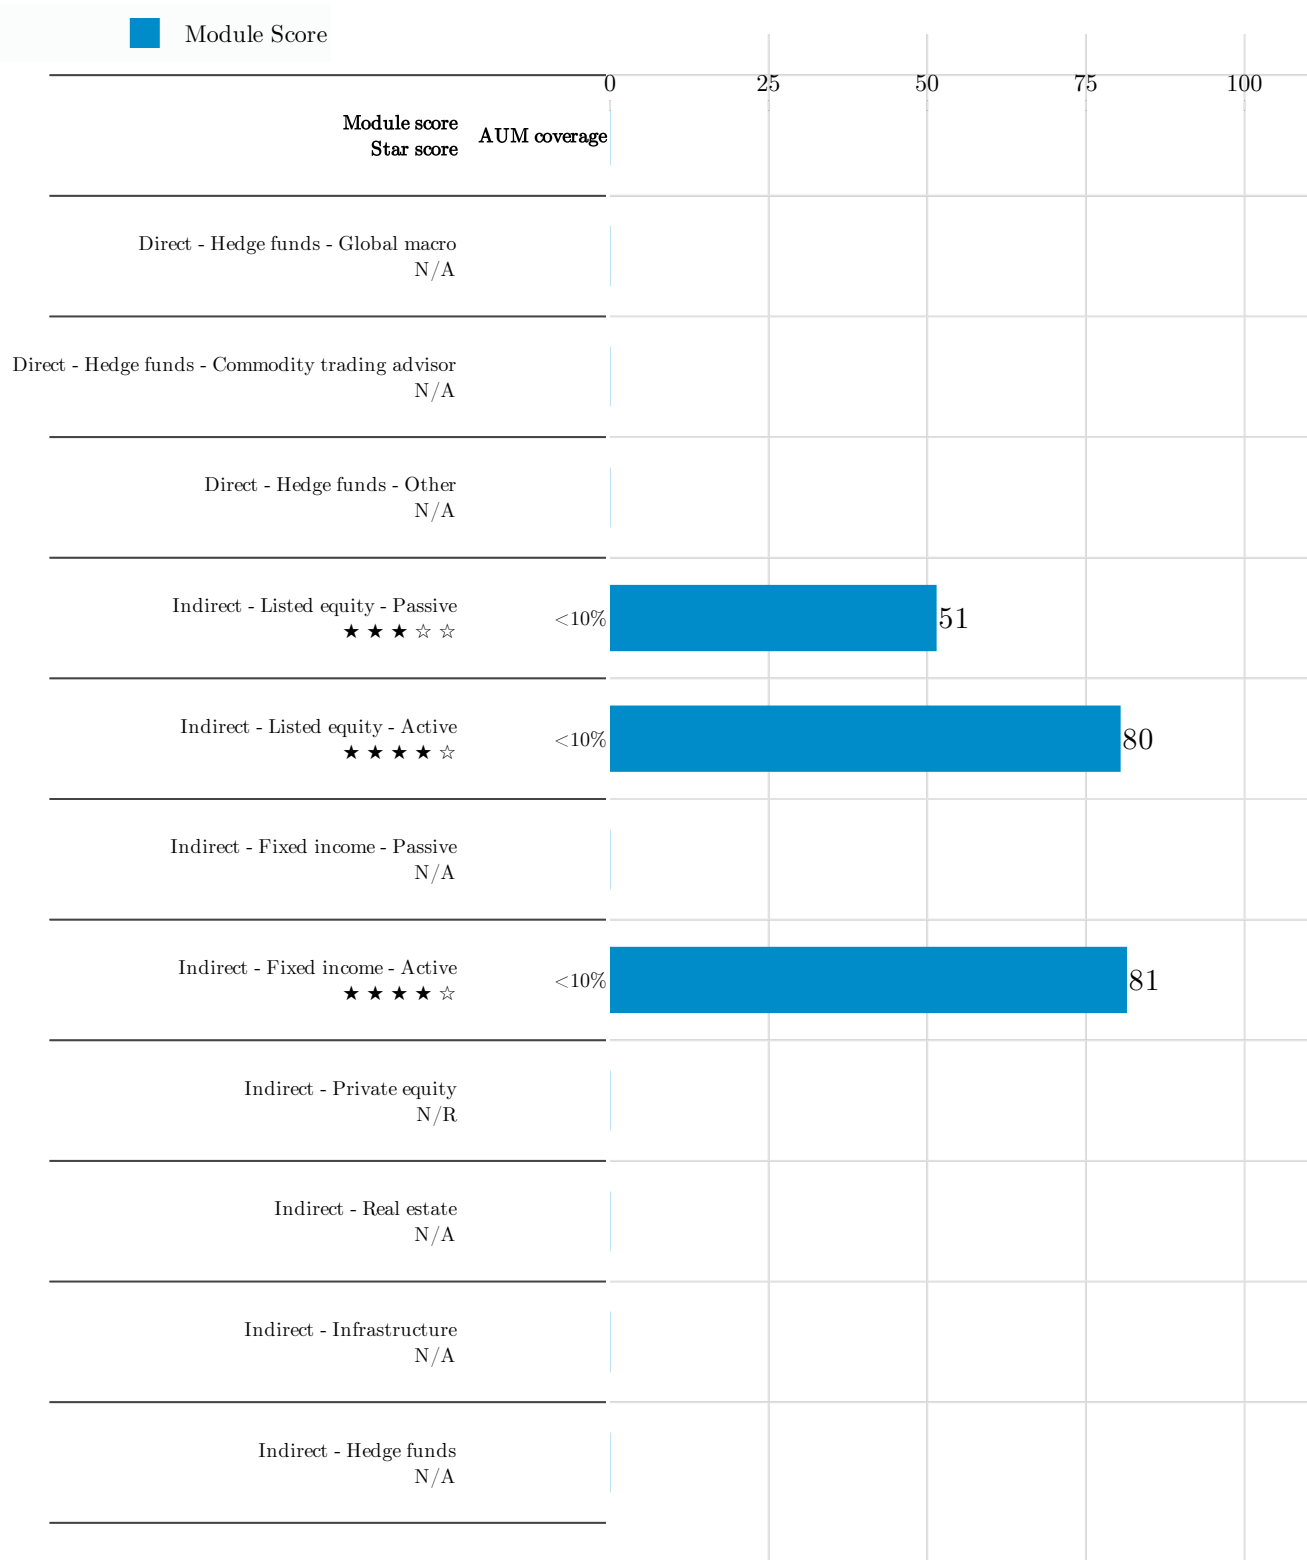 Module Score
0 25 50 75 100
Module score
Star score
AUM coverage
Direct - Hedge funds - Global macro
N/A
Direct - Hedge funds - Commodity trading advisor
N/A
Direct - Hedge funds - Other
N/A
Indirect - Listed equity - Passive
★ ★ ★ ☆ ☆
<10% 51
Indirect - Listed equity - Active
★ ★ ★ ★ ☆
<10% 80
Indirect - Fixed income - Passive
N/A
Indirect - Fixed income - Active
★ ★ ★ ★ ☆
<10% 81
Indirect - Private equity
N/R
Indirect - Real estate
N/A
Indirect - Infrastructure
N/A
Indirect - Hedge funds
N/A